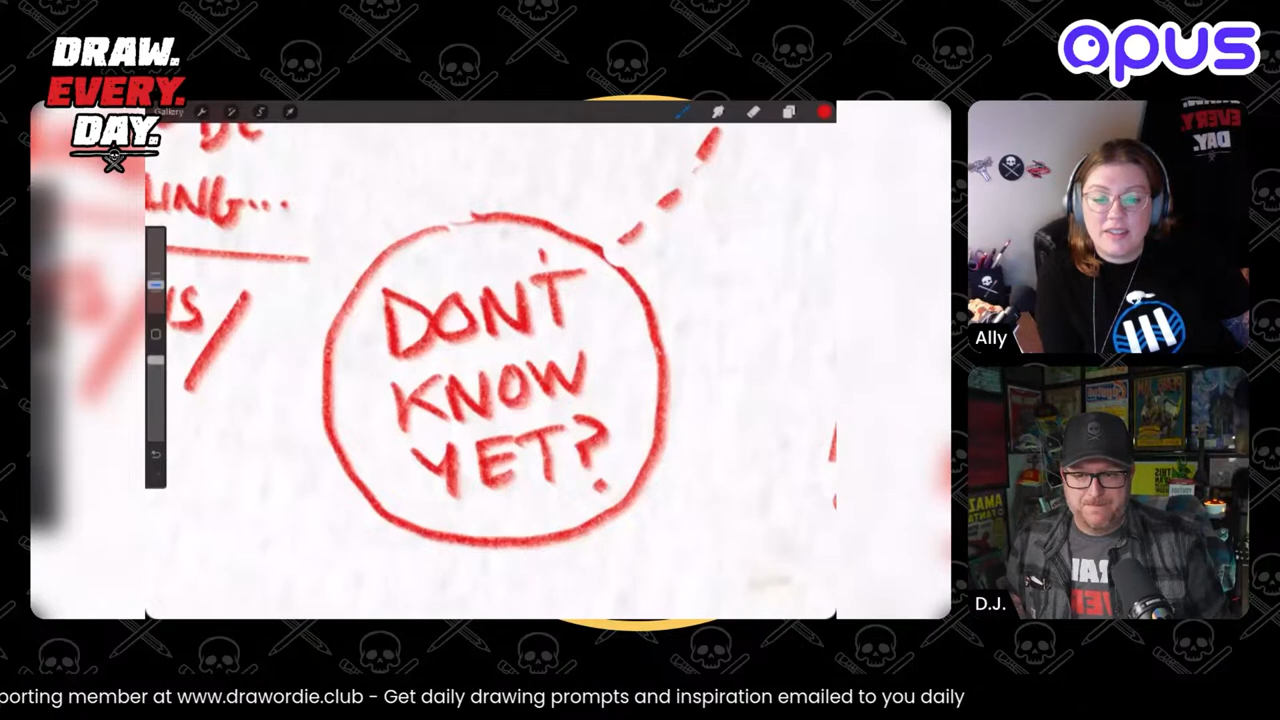 DRAW.
EVERY.
DAY.
opus
Gallery
LING...
DON'T
KNOW
YET?
Ally
D.J.
porting member at www.drawordie.club - Get daily drawing prompts and inspiration emailed to you daily